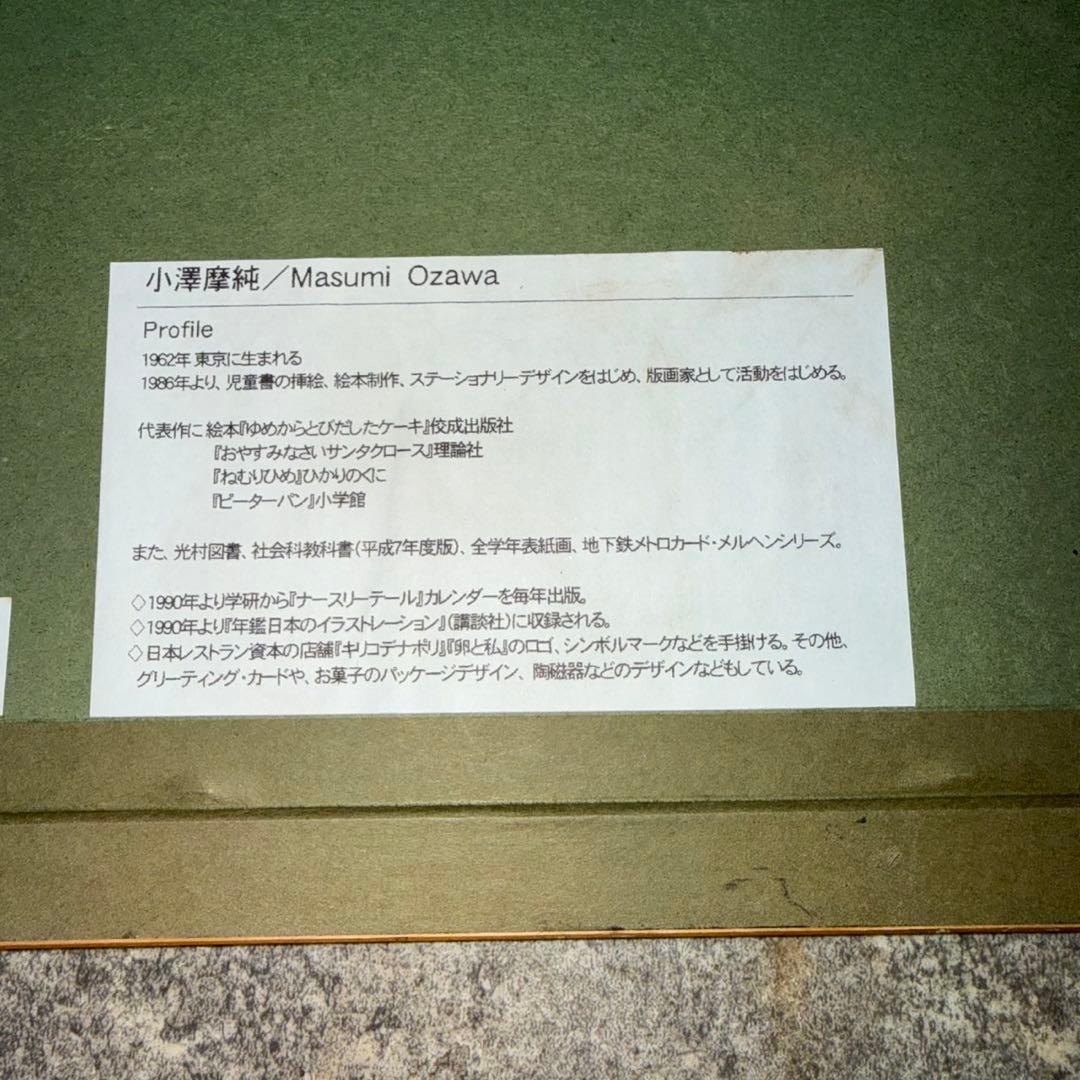 小澤摩純／Masumi Ozawa
Profile
1962年 東京に生まれる
1986年より、児童書の挿絵、絵本制作、ステーショナリーデザインをはじめ、版画家として活動をはじめる。
代表作に 絵本『ゆめからとびだしたケーキ』佼成出版社
『おやすみなさいサンタクロース』理論社
『ねむりひめ』ひかりのくに
『ピーターパン』小学館
また、光村図書、社会科教科書（平成7年度版）、全学年表紙画、地下鉄メトロカード・メルヘンシリーズ。
◇1990年より学研から『ナースリーテール』カレンダーを毎年出版。
◇1990年より『年鑑日本のイラストレーション』（講談社）に収録される。
◇日本レストラン資本の店舗『キリコデナポリ』『卵と私』のロゴ、シンボルマークなどを手掛ける。その他、
グリーティング・カードや、お菓子のパッケージデザイン、陶磁器などのデザインなどもしている。